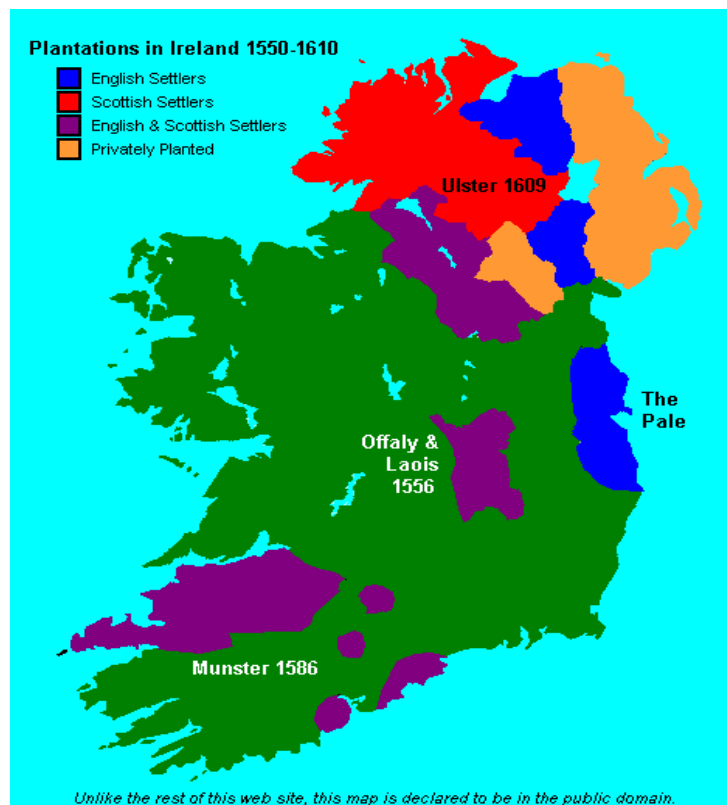 Plantations in Ireland 1550-1610
English Settlers
Scottish Settlers
English & Scottish Settlers
Privately Planted
Ulster 1609
The
Pale
Offaly &
Laois
1556
Munster 1586
Unlike the rest of this web site, this map is declared to be in the public domain.